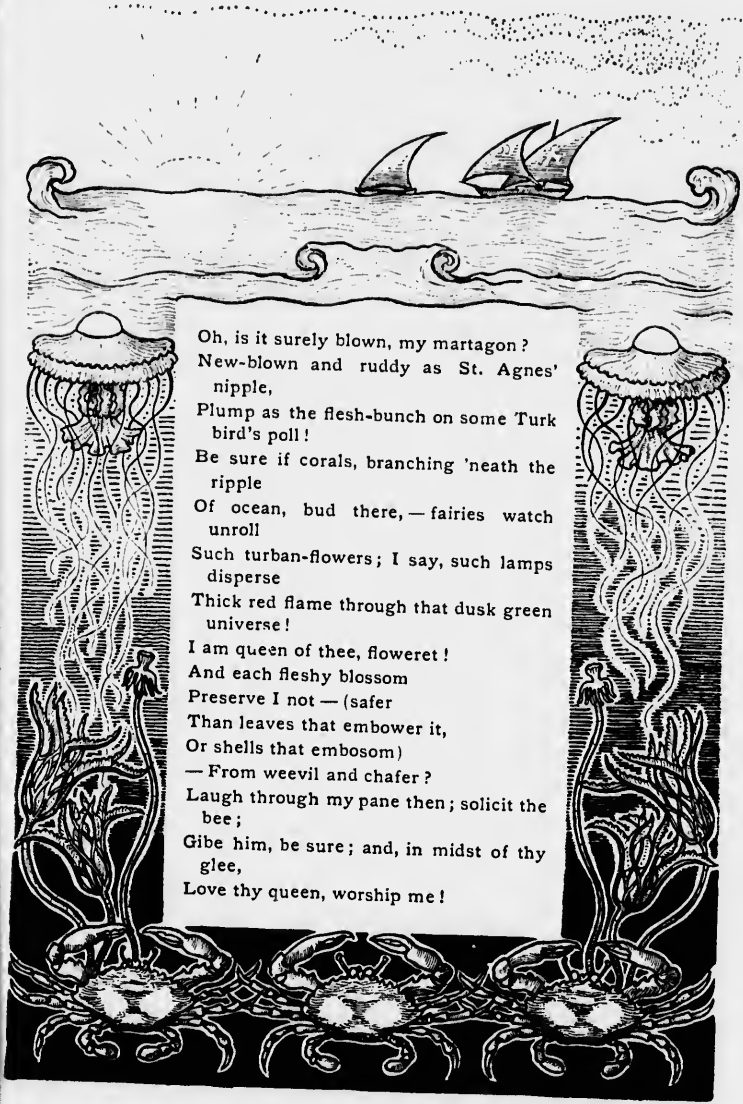 Oh, is it surely blown, my martagon ?
New-blown and ruddy as St. Agnes'
nipple,
Plump as the flesh-bunch on some Turk
bird's poll !
Be sure if corals, branching 'neath the
ripple
Of ocean, bud there, — fairies watch
unroll
Such turban-flowers ; I say, such lamps
disperse
Thick red flame through that dusk green
universe !
I am queen of thee, floweret !
And each fleshy blossom
Preserve I not — (safer
Than leaves that embower it,
Or shells that embosom)
— From weevil and chafer ?
Laugh through my pane then ; solicit the
bee ;
Gibe him, be sure ; and, in midst of thy
glee,
Love thy queen, worship me !